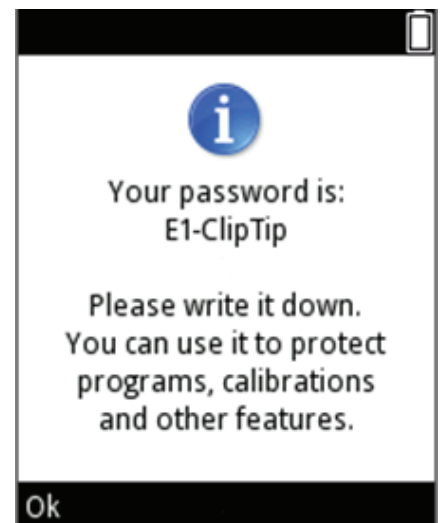 i
Your password is:
E1-ClipTip
Please write it down.
You can use it to protect
programs, calibrations
and other features.
Ok